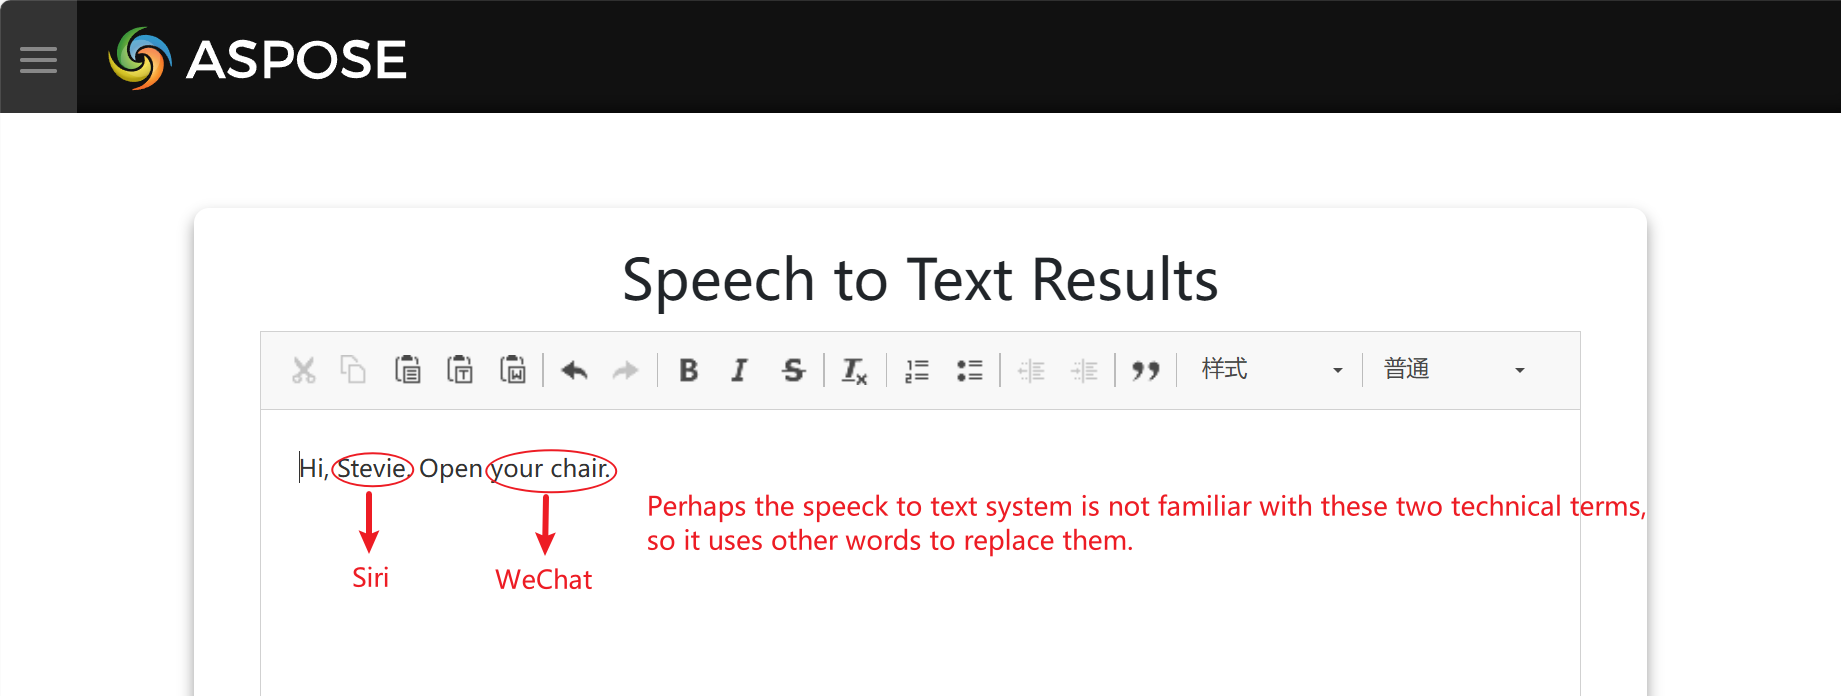 ASPOSE
Speech to Text Results
样式 普通
Hi, Stevie. Open your chair.
Perhaps the speeck to text system is not familiar with these two technical terms,
so it uses other words to replace them.
Siri WeChat